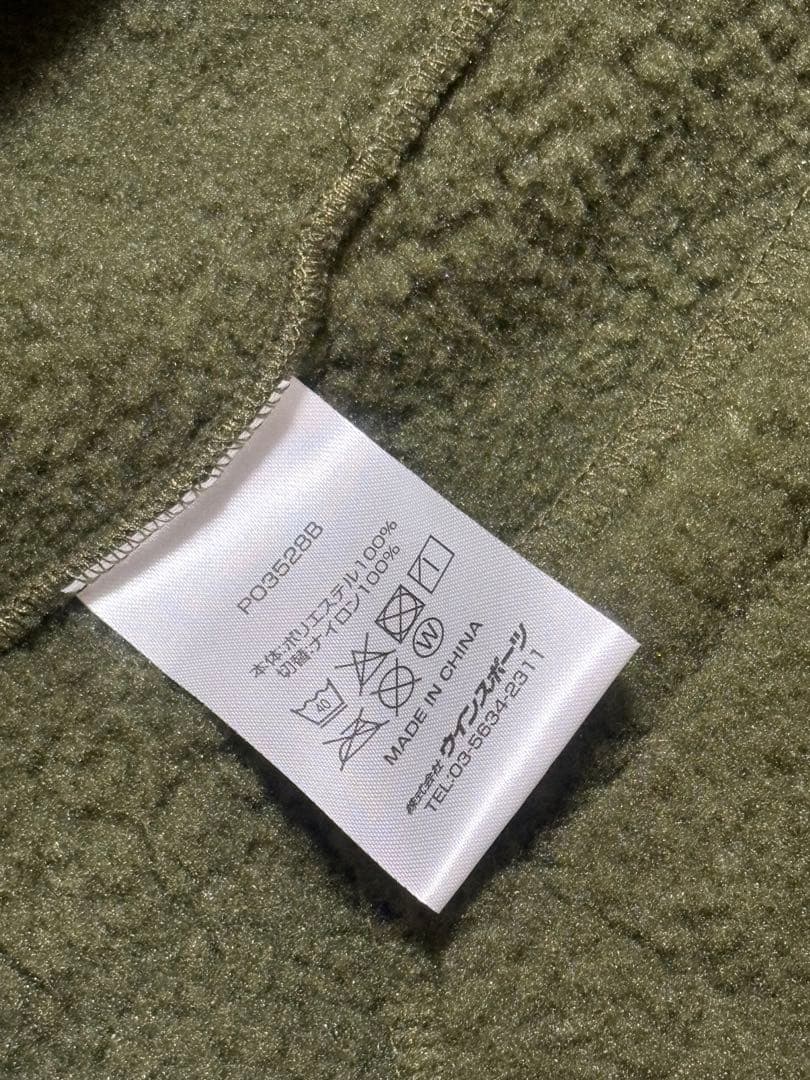 P03528B
本体:ポリエステル100%
切替:ナイロン100%
40
W
MADE IN CHINA
株式会社 ウインスポーツ
TEL:03-5634-2311